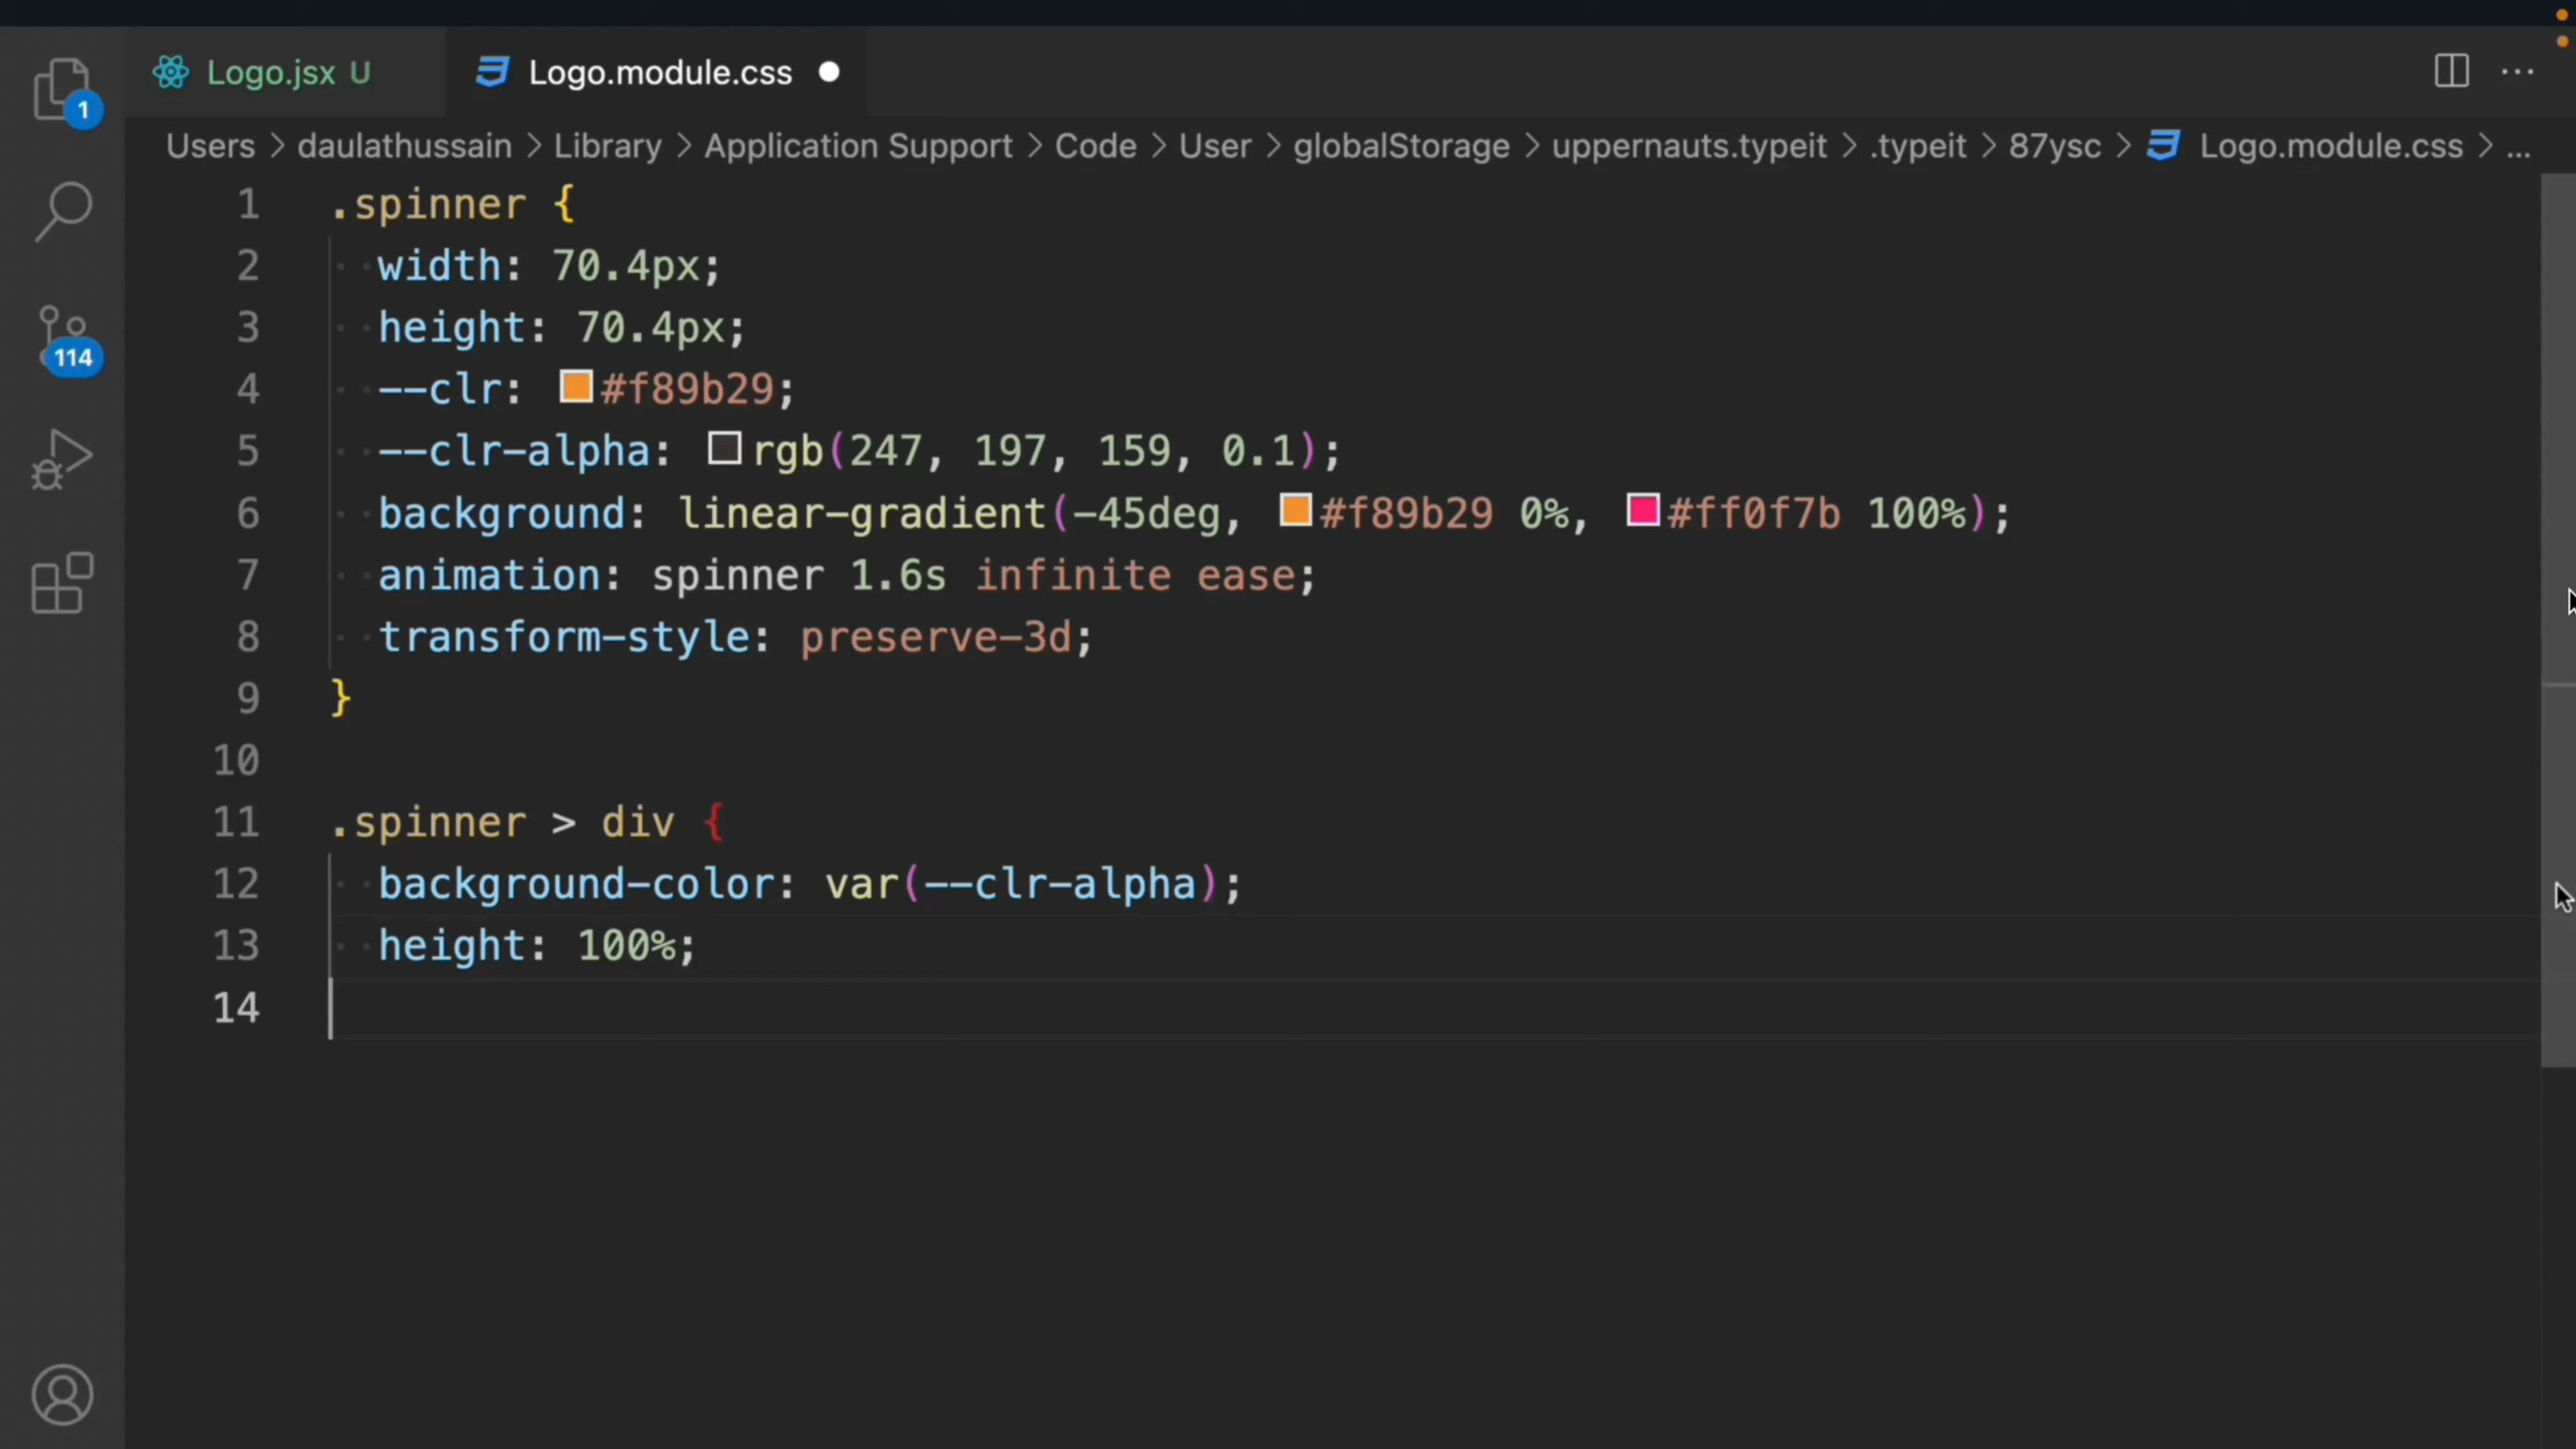 Logo.jsx U Logo.module.css
Users > daulathussain > Library > Application Support > Code > User > globalStorage > uppernauts.typeit > .typeit > 87ysc > Logo.module.css > ...
1
114
1 .spinner {
2 width: 70.4px;
3 height: 70.4px;
4 --clr: #f89b29;
5 --clr-alpha: rgb(247, 197, 159, 0.1);
6 background: linear-gradient(-45deg, #f89b29 0%, #ff0f7b 100%);
7 animation: spinner 1.6s infinite ease;
8 transform-style: preserve-3d;
9 }
10
11 .spinner > div {
12 background-color: var(--clr-alpha);
13 height: 100%;
14